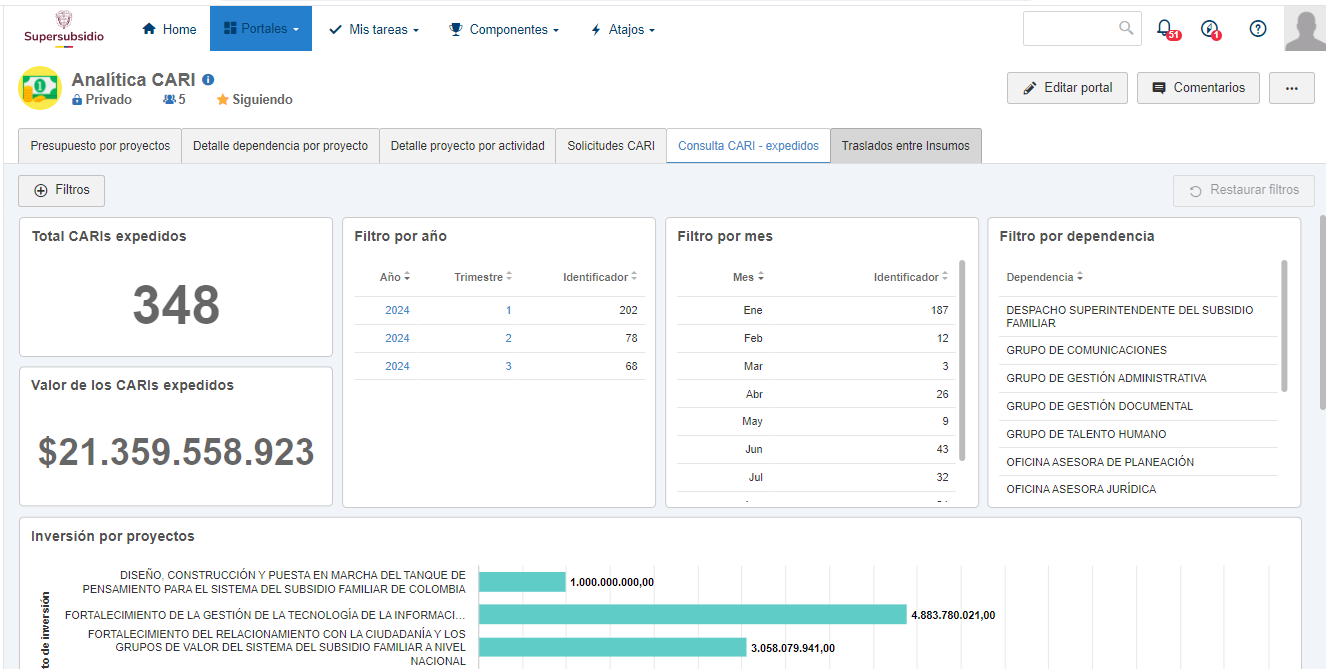 Supersubsidio
Home
Portales
Mis tareas
Componentes
Atajos
51
1
?
1
Analítica CARI i
Privado
5
Siguiendo
Editar portal
Comentarios
...
Presupuesto por proyectos
Detalle dependencia por proyecto
Detalle proyecto por actividad
Solicitudes CARI
Consulta CARI - expedidos
Traslados entre Insumos
Filtros
Restaurar filtros
Total CARIs expedidos
348
Valor de los CARIs expedidos
$21.359.558.923
Filtro por año
Año Trimestre Identificador
2024 1 202
2024 2 78
2024 3 68
Filtro por mes
Mes Identificador
Ene 187
Feb 12
Mar 3
Abr 26
May 9
Jun 43
Jul 32
Filtro por dependencia
Dependencia
DESPACHO SUPERINTENDENTE DEL SUBSIDIO
FAMILIAR
GRUPO DE COMUNICACIONES
GRUPO DE GESTIÓN ADMINISTRATIVA
GRUPO DE GESTIÓN DOCUMENTAL
GRUPO DE TALENTO HUMANO
OFICINA ASESORA DE PLANEACIÓN
OFICINA ASESORA JURÍDICA
Inversión por proyectos
to de inversión
DISEÑO, CONSTRUCCIÓN Y PUESTA EN MARCHA DEL TANQUE DE
PENSAMIENTO PARA EL SISTEMA DEL SUBSIDIO FAMILIAR DE COLOMBIA
1.000.000.000,00
FORTALECIMIENTO DE LA GESTIÓN DE LA TECNOLOGÍA DE LA INFORMACI...
4.883.780.021,00
FORTALECIMIENTO DEL RELACIONAMIENTO CON LA CIUDADANÍA Y LOS
GRUPOS DE VALOR DEL SISTEMA DEL SUBSIDIO FAMILIAR A NIVEL
NACIONAL
3.058.079.941,00